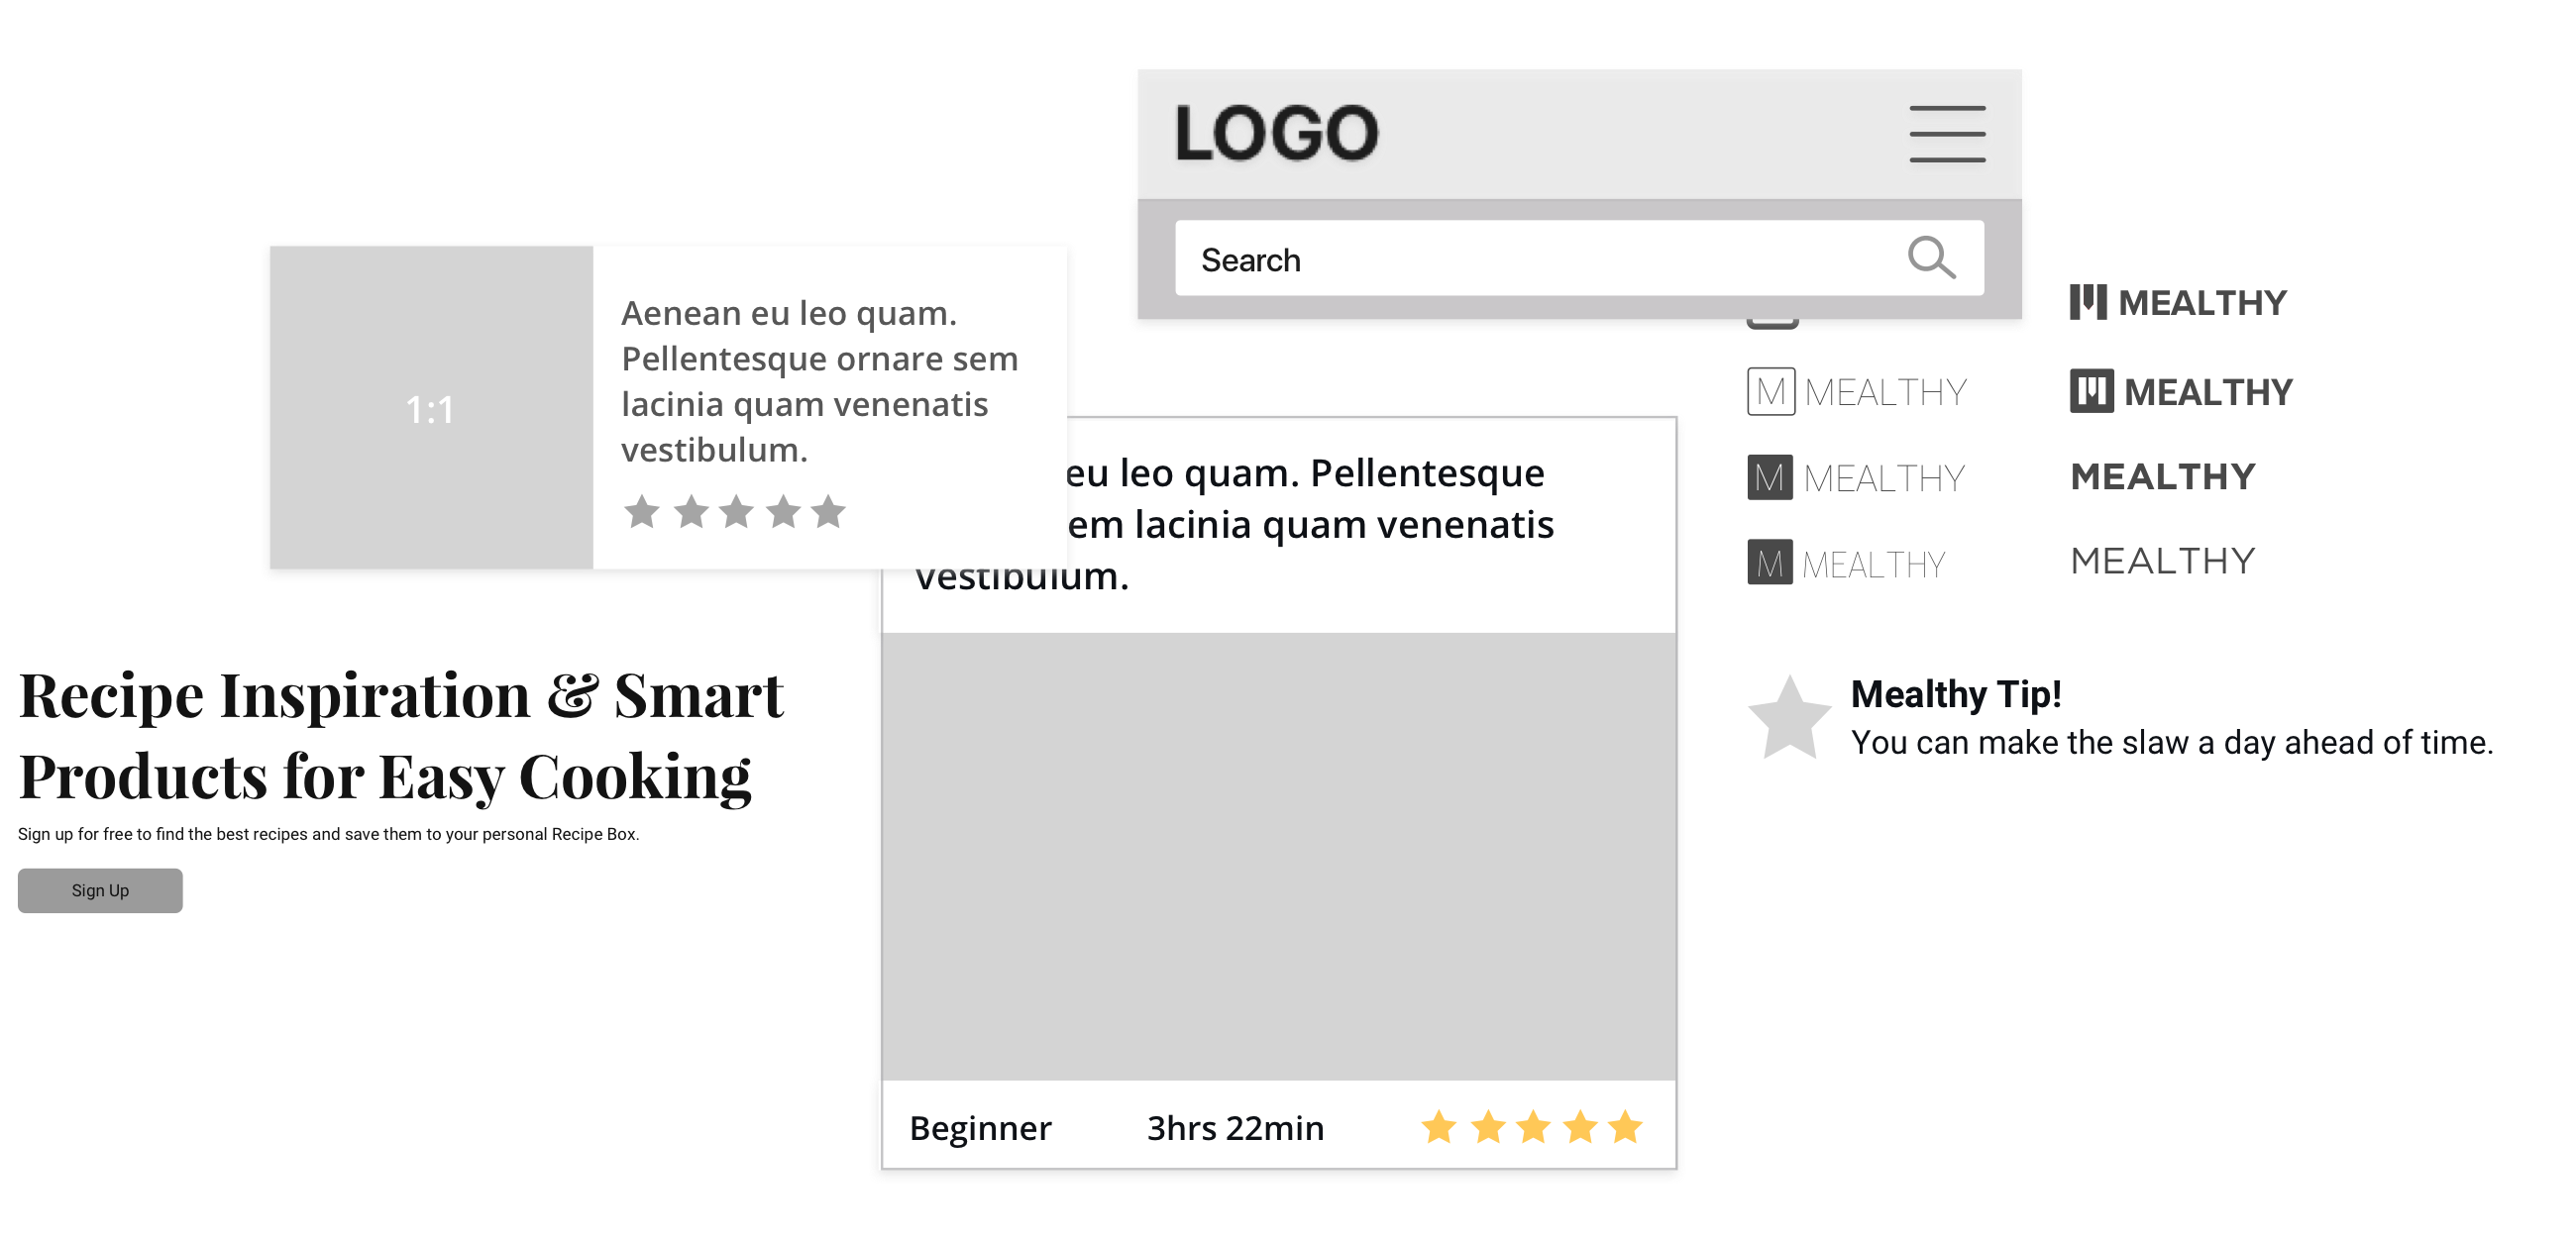 LOGO
Search
1:1
Aenean eu leo quam.
Pellentesque ornare sem
lacinia quam venenatis
vestibulum.
eu leo quam. Pellentesque
em lacinia quam venenatis
vestibulum.
Beginner 3hrs 22min
Recipe Inspiration & Smart
Products for Easy Cooking
Sign up for free to find the best recipes and save them to your personal Recipe Box.
Sign Up
M MEALTHY
M MEALTHY
M MEALTHY
M MEALTHY
M MEALTHY
MEALTHY
MEALTHY
Mealthy Tip!
You can make the slaw a day ahead of time.